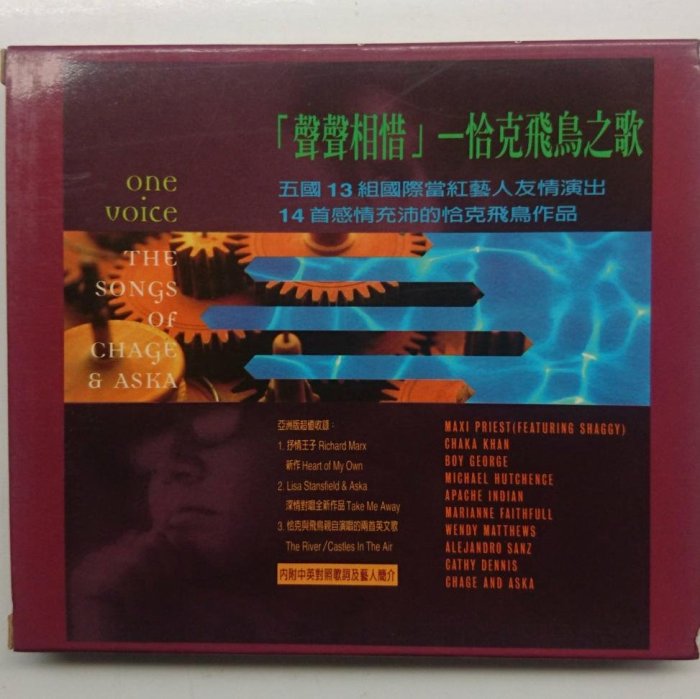 「聲聲相惜」—恰克飛鳥之歌
五國13組國際當紅藝人友情演出
14首感情充沛的恰克飛鳥作品
one
voice
THE
SONGS
Of
CHAGE
& ASKA
亞洲版超值收錄：
1. 抒情王子 Richard Marx
新作 Heart of My Own
2. Lisa Stansfield & Aska
深情對唱全新作品 Take Me Away
3. 恰克與飛鳥親自演唱的兩首英文歌
The River/Castles In The Air
內附中英對照歌詞及藝人簡介
MAXI PRIEST(FEATURING SHAGGY)
CHAKA KHAN
BOY GEORGE
MICHAEL HUTCHENCE
APACHE INDIAN
MARIANNE FAITHFULL
WENDY MATTHEWS
ALEJANDRO SANZ
CATHY DENNIS
CHAGE AND ASKA